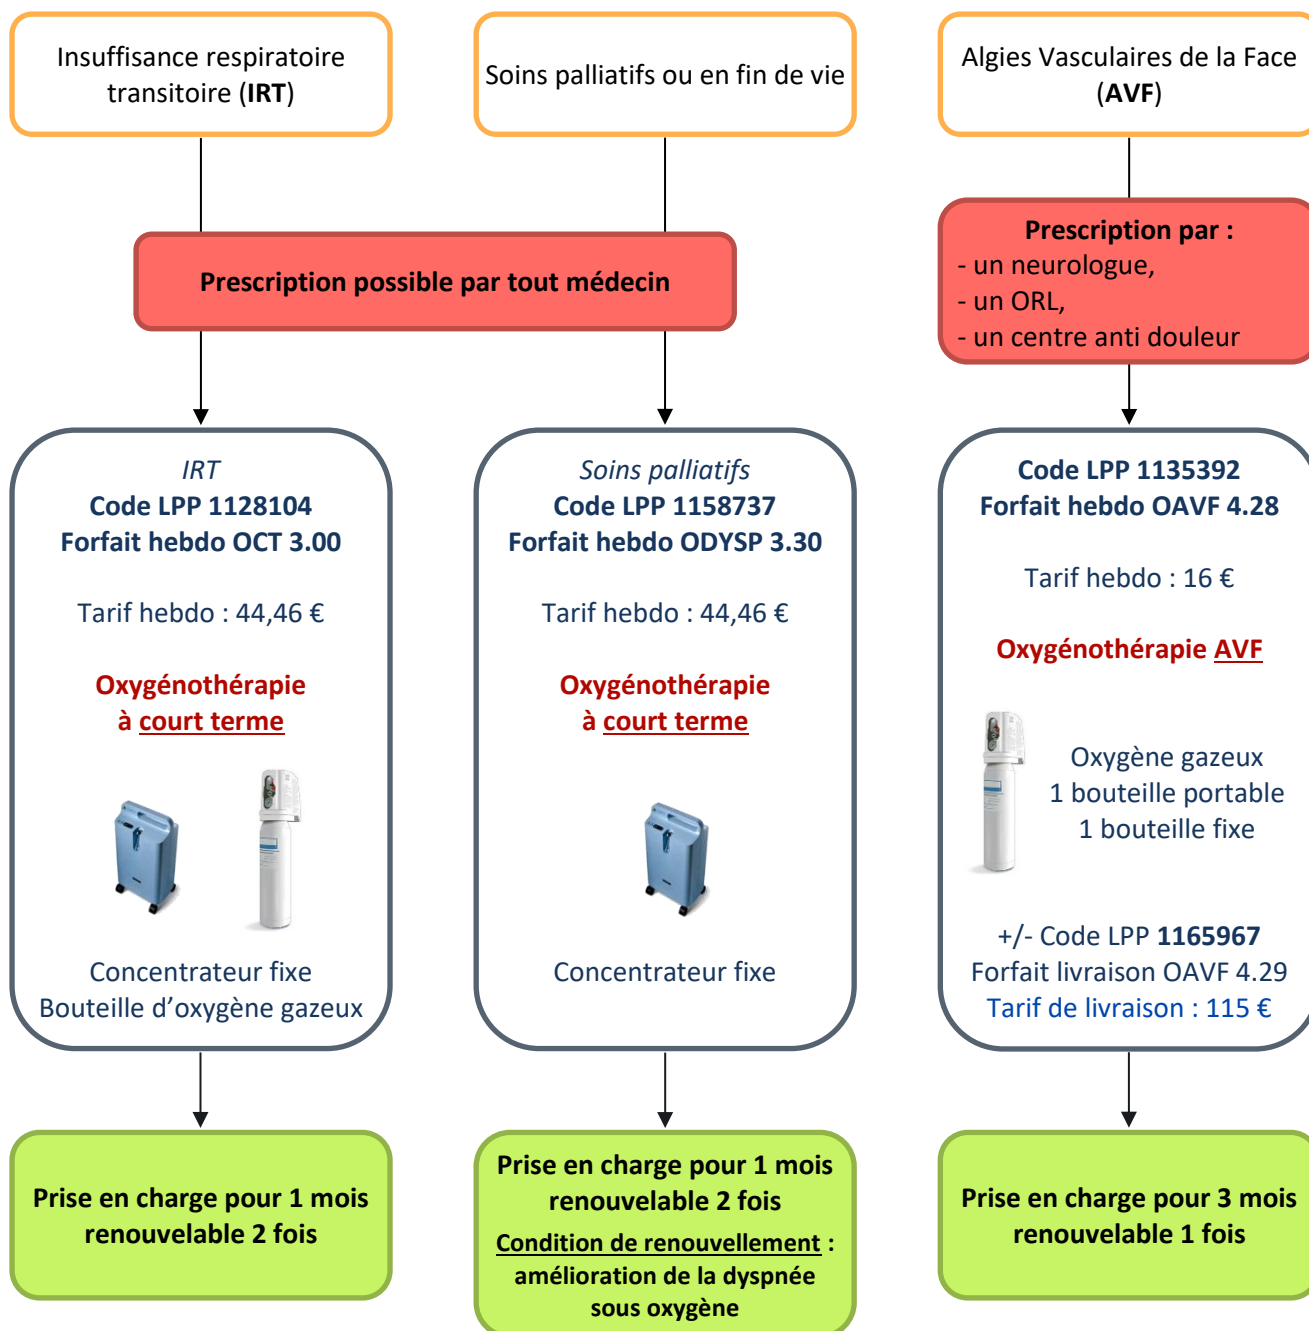 Insuffisance respiratoire
transitoire (IRT)
Soins palliatifs ou en fin de vie
Algies Vasculaires de la Face
(AVF)
Prescription possible par tout médecin
Prescription par :
- un neurologue,
- un ORL,
- un centre anti douleur
IRT
Code LPP 1128104
Forfait hebdo OCT 3.00
Tarif hebdo : 44,46 €
Oxygénothérapie
à court terme
Concentrateur fixe
Bouteille d’oxygène gazeux
Soins palliatifs
Code LPP 1158737
Forfait hebdo ODYSP 3.30
Tarif hebdo : 44,46 €
Oxygénothérapie
à court terme
Concentrateur fixe
Code LPP 1135392
Forfait hebdo OAVF 4.28
Tarif hebdo : 16 €
Oxygénothérapie AVF
Oxygène gazeux
1 bouteille portable
1 bouteille fixe
+/- Code LPP 1165967
Forfait livraison OAVF 4.29
Tarif de livraison : 115 €
Prise en charge pour 1 mois
renouvelable 2 fois
Prise en charge pour 1 mois
renouvelable 2 fois
Condition de renouvellement :
amélioration de la dyspnée
sous oxygène
Prise en charge pour 3 mois
renouvelable 1 fois